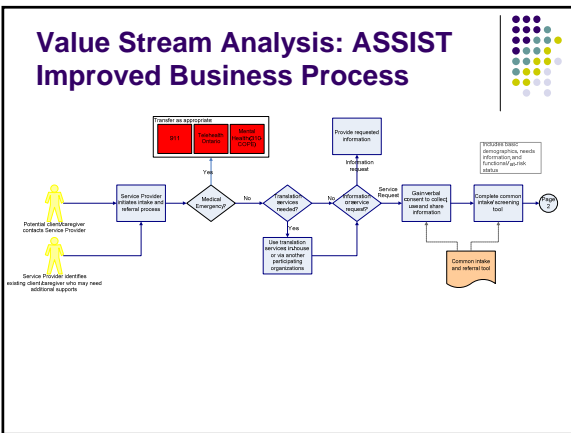 Value Stream Analysis: ASSIST
Improved Business Process
Transfer as appropriate
911
Telehealth
Ontario
Mental
Provide requested
information
Includes basic
demographics, needs
information,and
functional/
status
Yes
Information
request
Service Provider
initiates intake and
referral process
Medical
Emergency?
No
Translation
services
needed?
No
Information
or service
request?
Service
Request
Gain verbal
consent to collect,
use and share
information
Complete common
intake/ screening
tool
Page
2
Potential client/caregiver
contacts Service Provider
Yes
Use translation
services in-house
or via another
participating
organizations
Service Provider identifies
existing client/caregiver who may need
additional supports
Common intake
and referral tool